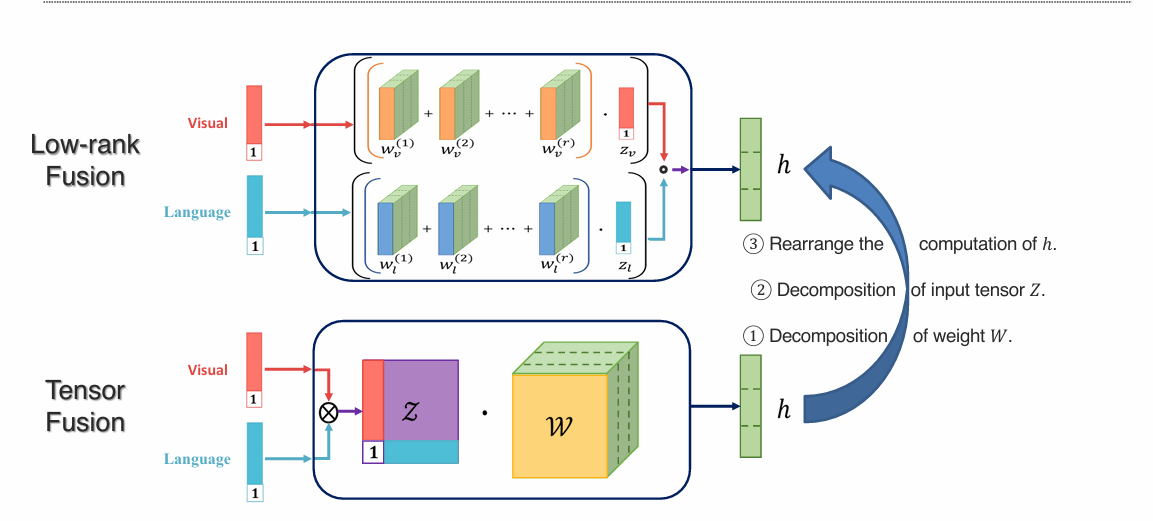 Low-rank
Fusion
Visual
1
Language
1
w_v^{(1)} + w_v^{(2)} + ⋯ + w_v^{(r)} · 1 z_v
w_l^{(1)} + w_l^{(2)} + ⋯ + w_l^{(r)} · 1 z_l
h
③ Rearrange the computation of h.
② Decomposition of input tensor Z.
① Decomposition of weight W.
Tensor
Fusion
Visual
1
Language
1
Z
1
·
W
h